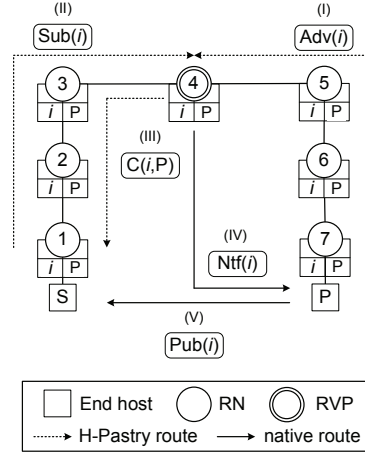 (II) (I)
Sub(i) Adv(i)
3 4 5
i P i P i P
(III)
2 C(i,P) 6
i P i P
(IV)
1 Ntf(i) 7
i P i P
S (V) P
Pub(i)
End host RN RVP
H-Pastry route native route